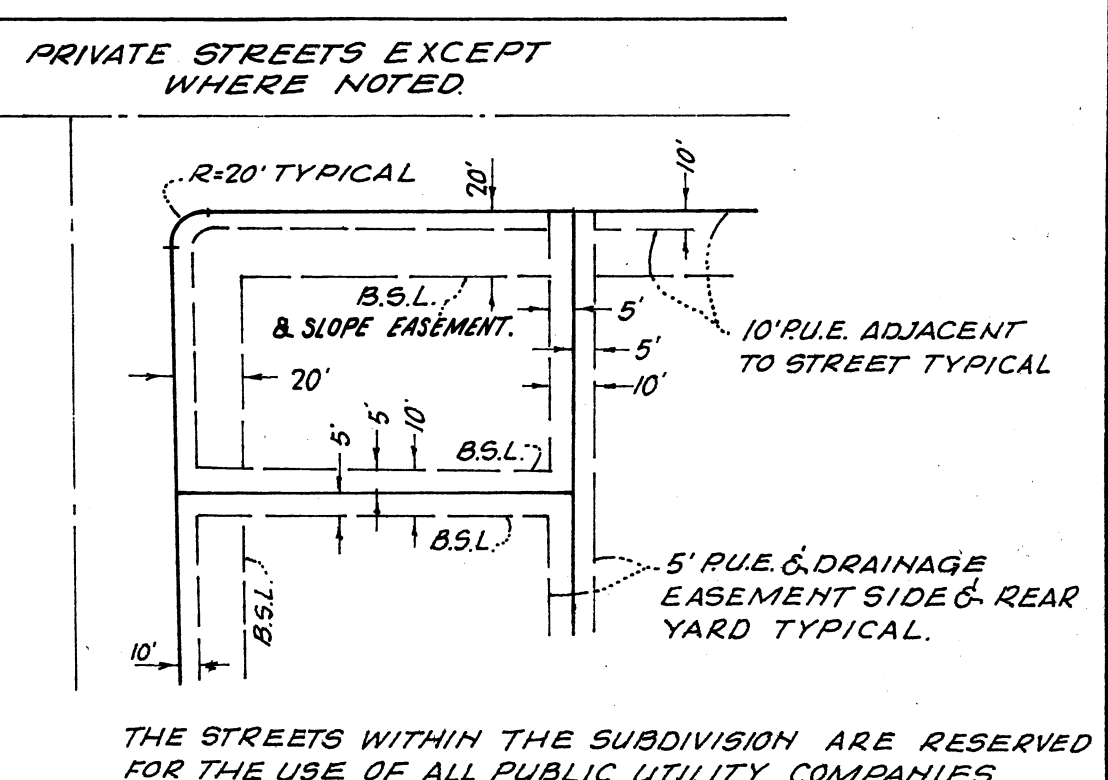 PRIVATE STREETS EXCEPT
WHERE NOTED.
R=20' TYPICAL
20'
10'
B.S.L.
& SLOPE EASEMENT.
5'
5'
10'
10' P.U.E. ADJACENT
TO STREET TYPICAL
20'
5'
5'
10'
B.S.L.
B.S.L.
B.S.L.
10'
5' P.U.E. & DRAINAGE
EASEMENT SIDE & REAR
YARD TYPICAL.
THE STREETS WITHIN THE SUBDIVISION ARE RESERVED
FOR THE USE OF ALL PUBLIC UTILITY COMPANIES